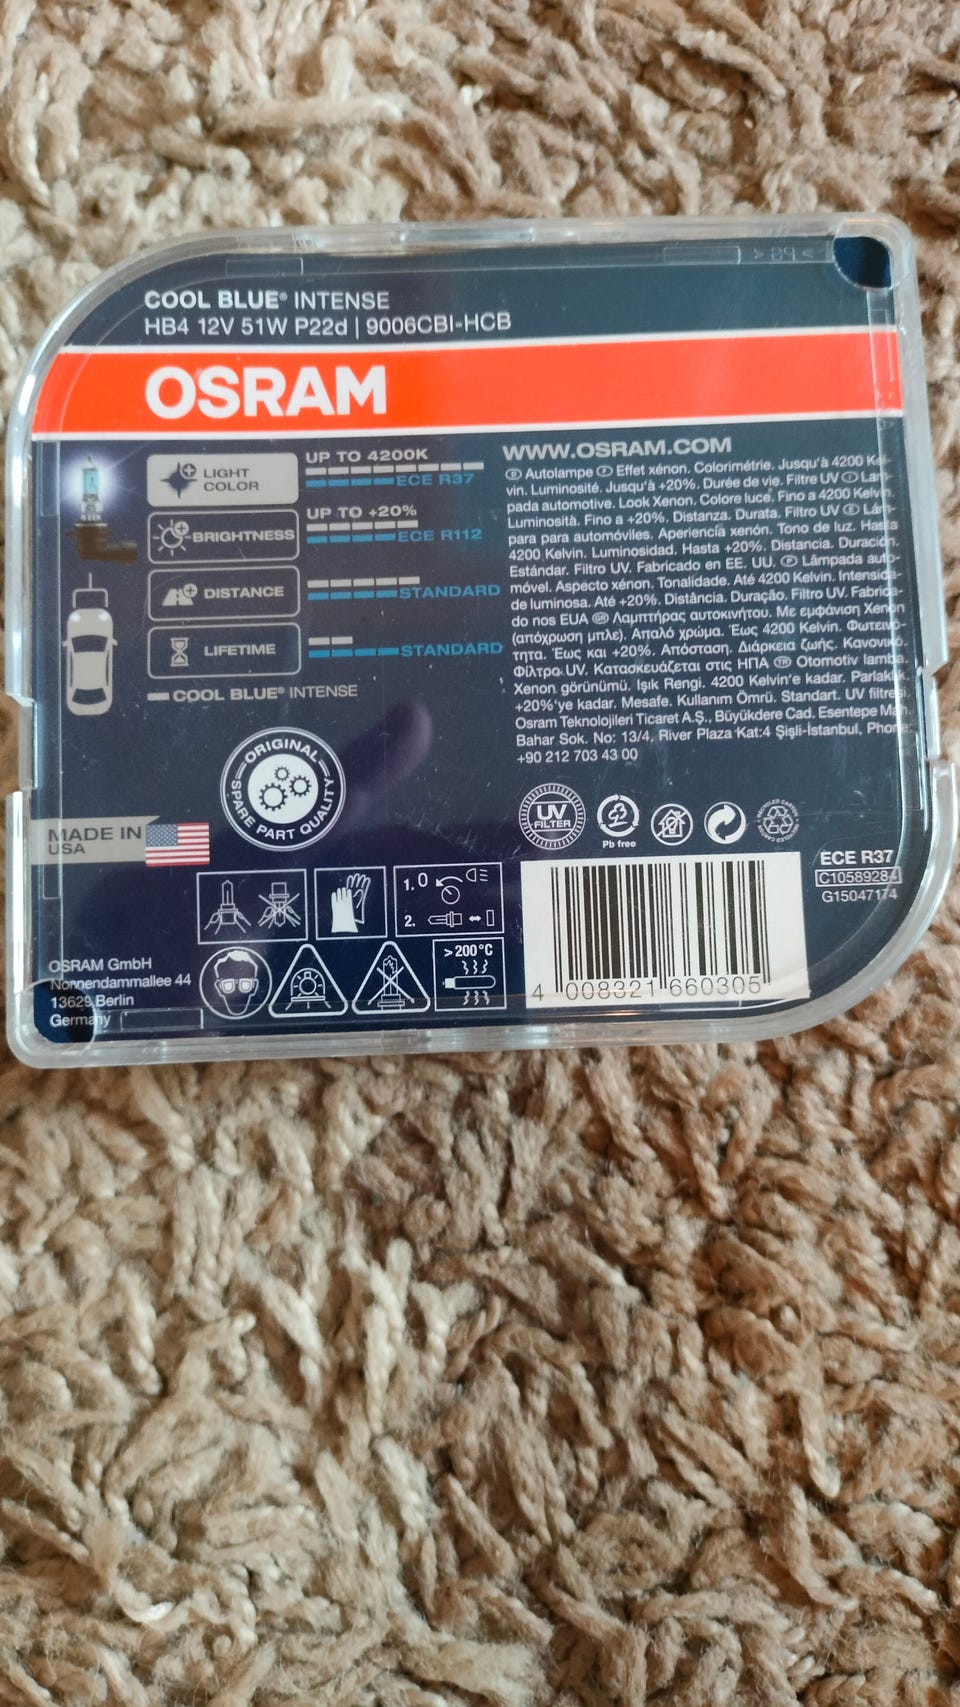 COOL BLUE® INTENSE
HB4 12V 51W P22d | 9006CBI-HCB
OSRAM
LIGHT
COLOR
UP TO 4200K
ECE R37
BRIGHTNESS
UP TO +20%
ECE R112
DISTANCE
STANDARD
LIFETIME
STANDARD
COOL BLUE® INTENSE
WWW.OSRAM.COM
Ⓓ Autolampe Ⓕ Effet xénon. Colorimétrie. Jusqu'à 4200 Kel-
vin. Luminosité. Jusqu'à +20%. Durée de vie. Filtre UV Ⓘ Lam-
pada automotive. Look Xenon. Colore luce. Fino a 4200 Kelvin.
Luminosità. Fino a +20%. Distanza. Durata. Filtro UV Ⓔ Lám-
para para automóviles. Aperiencia xenón. Tono de luz. Hasta
4200 Kelvin. Luminosidad. Hasta +20%. Distancia. Duración.
Estándar. Filtro UV. Fabricado en EE. UU. Ⓟ Lâmpada auto-
móvel. Aspecto xénon. Tonalidade. Até 4200 Kelvin. Intensida-
de luminosa. Até +20%. Distância. Duração. Filtro UV. Fabrica-
do nos EUA GR Λαμπτήρας αυτοκινήτου. Με εμφάνιση Xenon
(απόχρωση μπλε). Απαλό χρώμα. Έως 4200 Kelvin. Φωτεινό-
τητα. Έως και +20%. Απόσταση. Διάρκεια ζωής. Κανονικό.
Φίλτρο UV. Κατασκευάζεται στις ΗΠΑ TR Otomotiv lamba.
Xenon görünümü. Işık Rengi. 4200 Kelvin'e kadar. Parlaklık.
+20%'ye kadar. Mesafe. Kullanım Ömrü. Standart. UV filtresi.
Osram Teknolojileri Ticaret A.Ş., Büyükdere Cad. Esentepe Mah.
Bahar Sok. No: 13/4, River Plaza Kat:4 Şişli-İstanbul, Phone
+90 212 703 43 00
ORIGINAL
SPARE PART QUALITY
MADE IN
USA
UV
FILTER
Pb free
RECYCLED CARTON
ECE R37
G15047174
1. 0
2.
>200°C
OSRAM GmbH
Nonnendammallee 44
13629 Berlin
Germany
4 008321 660305